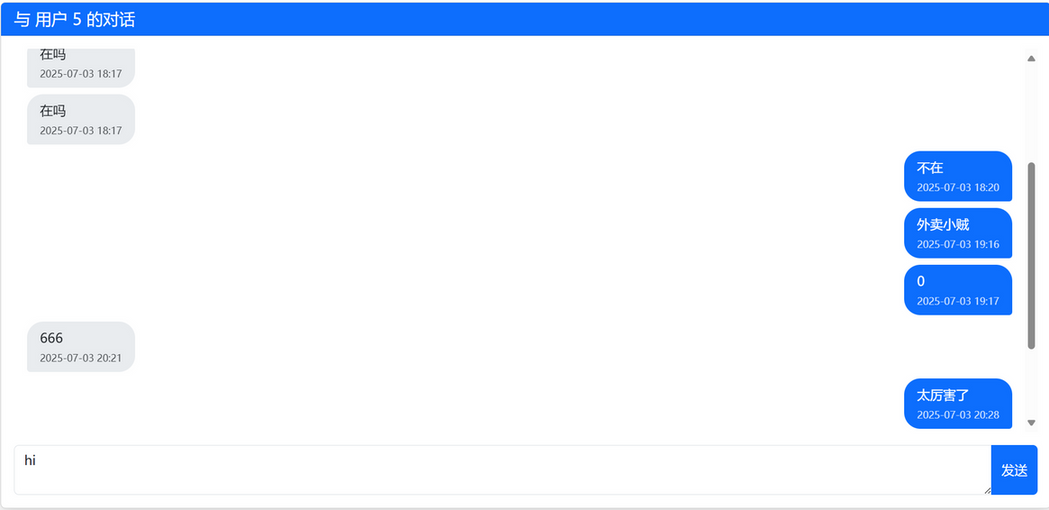 与 用户 5 的对话
在吗
2025-07-03 18:17
在吗
2025-07-03 18:17
不在
2025-07-03 18:20
外卖小贼
2025-07-03 19:16
0
2025-07-03 19:17
666
2025-07-03 20:21
太厉害了
2025-07-03 20:28
hi
发送